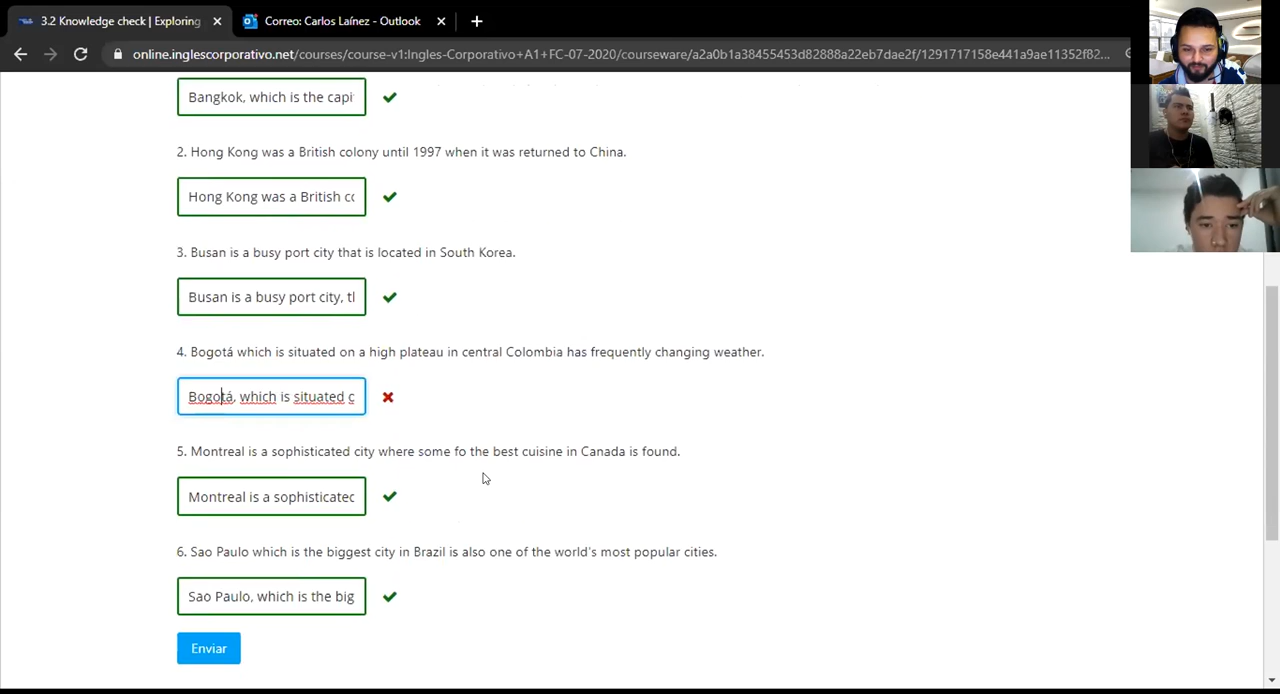 3.2 Knowledge check | Exploring
Correo: Carlos Laínez - Outlook
online.inglescorporativo.net/courses/course-v1:Ingles-Corporativo+A1+FC-07-2020/courseware/a2a0b1a38455453d82888a22eb7dae2f/1291717158e441a9ae11352f82...
Bangkok, which is the capi
2. Hong Kong was a British colony until 1997 when it was returned to China.
Hong Kong was a British co
3. Busan is a busy port city that is located in South Korea.
Busan is a busy port city, th
4. Bogotá which is situated on a high plateau in central Colombia has frequently changing weather.
Bogotá, which is situated o
5. Montreal is a sophisticated city where some fo the best cuisine in Canada is found.
Montreal is a sophisticated
6. Sao Paulo which is the biggest city in Brazil is also one of the world's most popular cities.
Sao Paulo, which is the big
Enviar